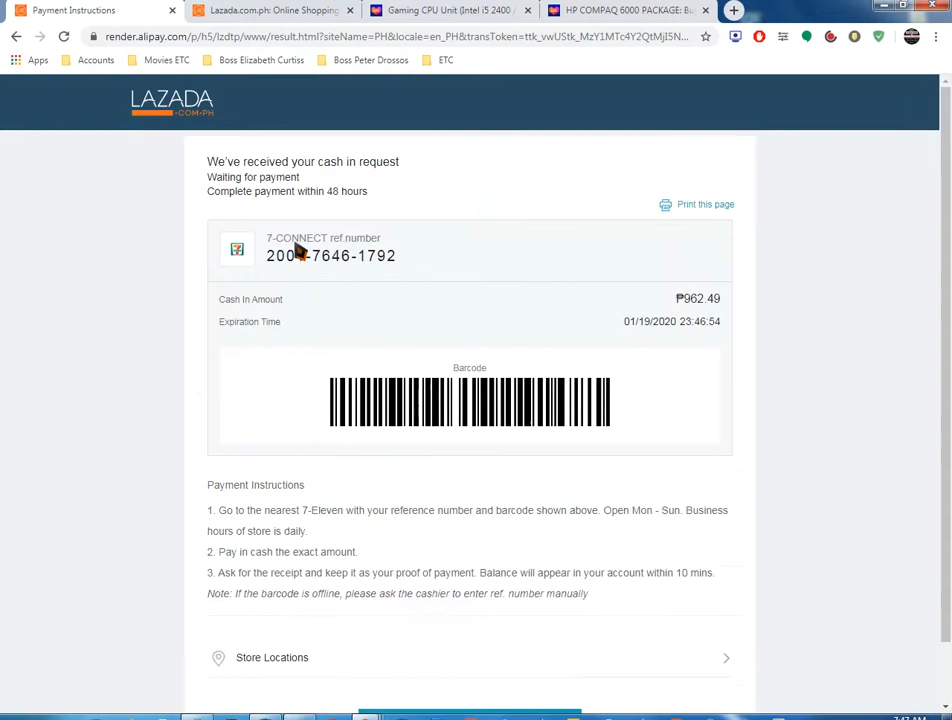 Payment Instructions
Lazada.com.ph: Online Shopping
Gaming CPU Unit (Intel i5 2400 /
HP COMPAQ 6000 PACKAGE: Bu
render.alipay.com/p/h5/lzdtp/www/result.html?siteName=PH&locale=en_PH&transToken=ttk_vwUStk_MzY1MTc4Y2QtMjI5N...
Apps
Accounts
Movies ETC
Boss Elizabeth Curtiss
Boss Peter Drossos
ETC
LAZADA
.COM.PH
We've received your cash in request
Waiting for payment
Complete payment within 48 hours
Print this page
7-CONNECT ref.number
-7646-1792
Cash In Amount
₱962.49
Expiration Time
01/19/2020 23:46:54
Barcode
Payment Instructions
1. Go to the nearest 7-Eleven with your reference number and barcode shown above. Open Mon - Sun. Business
hours of store is daily.
2. Pay in cash the exact amount.
3. Ask for the receipt and keep it as your proof of payment. Balance will appear in your account within 10 mins.
Note: If the barcode is offline, please ask the cashier to enter ref. number manually
Store Locations